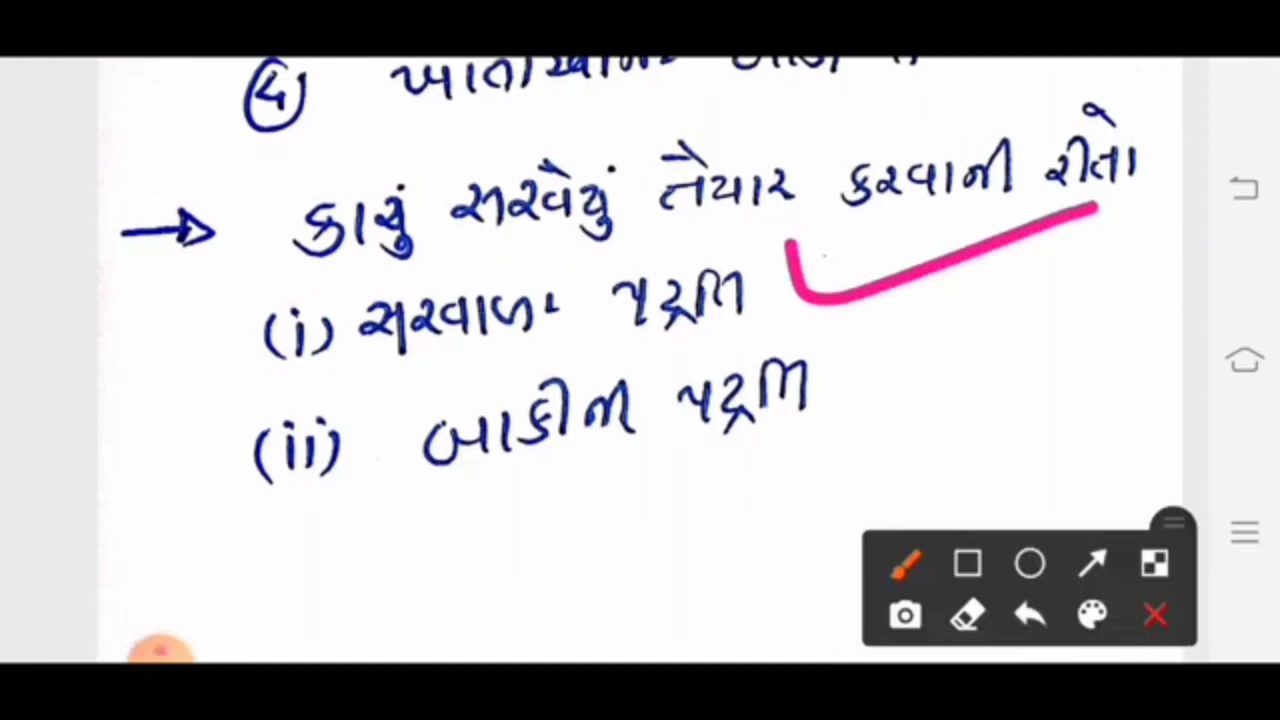 ④
→ કાચું સરવૈયું તૈયાર કરવાની રીતો
(i) સરવાળા પદ્ધતિ
(ii) બાકીની પદ્ધતિ